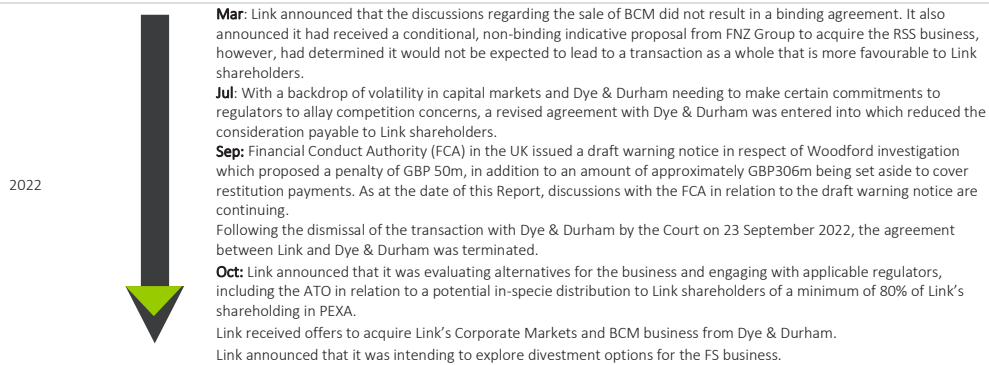 Mar: Link announced that the discussions regarding the sale of BCM did not result in a binding agreement. It also
announced it had received a conditional, non-binding indicative proposal from FNZ Group to acquire the RSS business,
however, had determined it would not be expected to lead to a transaction as a whole that is more favourable to Link
shareholders.
Jul: With a backdrop of volatility in capital markets and Dye & Durham needing to make certain commitments to
regulators to allay competition concerns, a revised agreement with Dye & Durham was entered into which reduced the
consideration payable to Link shareholders.
Sep: Financial Conduct Authority (FCA) in the UK issued a draft warning notice in respect of Woodford investigation
which proposed a penalty of GBP 50m, in addition to an amount of approximately GBP306m being set aside to cover
2022
restitution payments. As at the date of this Report, discussions with the FCA in relation to the draft warning notice are
continuing.
Following the dismissal of the transaction with Dye & Durham by the Court on 23 September 2022, the agreement
between Link and Dye & Durham was terminated.
Oct: Link announced that it was evaluating alternatives for the business and engaging with applicable regulators,
including the ATO in relation to a potential in-specie distribution to Link shareholders of a minimum of 80% of Link's
shareholding in PEXA.
Link received offers to acquire Link's Corporate Markets and BCM business from Dye & Durham.
Link announced that it was intending to explore divestment options for the FS business.